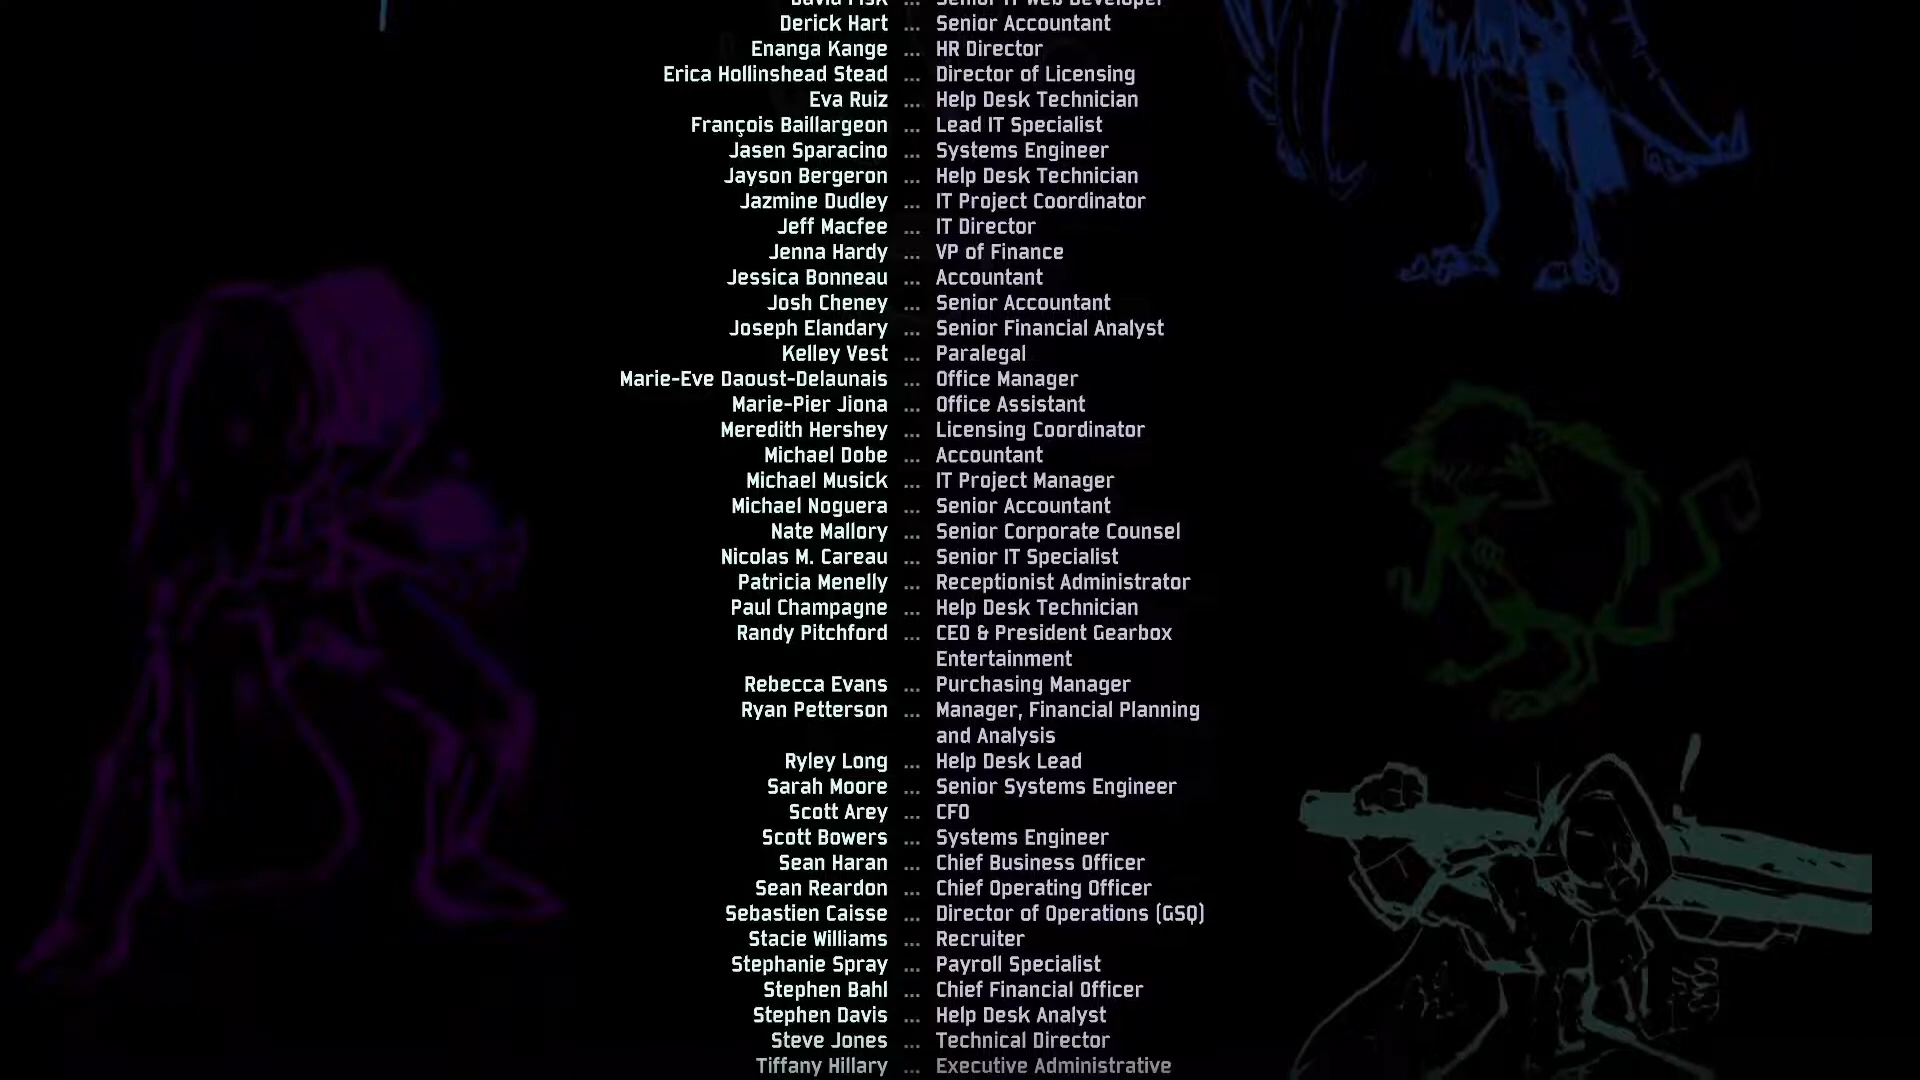 David Fisk ... Senior IT Web Developer
Derick Hart ... Senior Accountant
Enanga Kange ... HR Director
Erica Hollinshead Stead ... Director of Licensing
Eva Ruiz ... Help Desk Technician
François Baillargeon ... Lead IT Specialist
Jasen Sparacino ... Systems Engineer
Jayson Bergeron ... Help Desk Technician
Jazmine Dudley ... IT Project Coordinator
Jeff Macfee ... IT Director
Jenna Hardy ... VP of Finance
Jessica Bonneau ... Accountant
Josh Cheney ... Senior Accountant
Joseph Elandary ... Senior Financial Analyst
Kelley Vest ... Paralegal
Marie-Eve Daoust-Delaunais ... Office Manager
Marie-Pier Jiona ... Office Assistant
Meredith Hershey ... Licensing Coordinator
Michael Dobe ... Accountant
Michael Musick ... IT Project Manager
Michael Noguera ... Senior Accountant
Nate Mallory ... Senior Corporate Counsel
Nicolas M. Careau ... Senior IT Specialist
Patricia Menelly ... Receptionist Administrator
Paul Champagne ... Help Desk Technician
Randy Pitchford ... CEO & President Gearbox
Entertainment
Rebecca Evans ... Purchasing Manager
Ryan Petterson ... Manager, Financial Planning
and Analysis
Ryley Long ... Help Desk Lead
Sarah Moore ... Senior Systems Engineer
Scott Arey ... CFO
Scott Bowers ... Systems Engineer
Sean Haran ... Chief Business Officer
Sean Reardon ... Chief Operating Officer
Sebastien Caisse ... Director of Operations (GSQ)
Stacie Williams ... Recruiter
Stephanie Spray ... Payroll Specialist
Stephen Bahl ... Chief Financial Officer
Stephen Davis ... Help Desk Analyst
Steve Jones ... Technical Director
Tiffany Hillary ... Executive Administrative